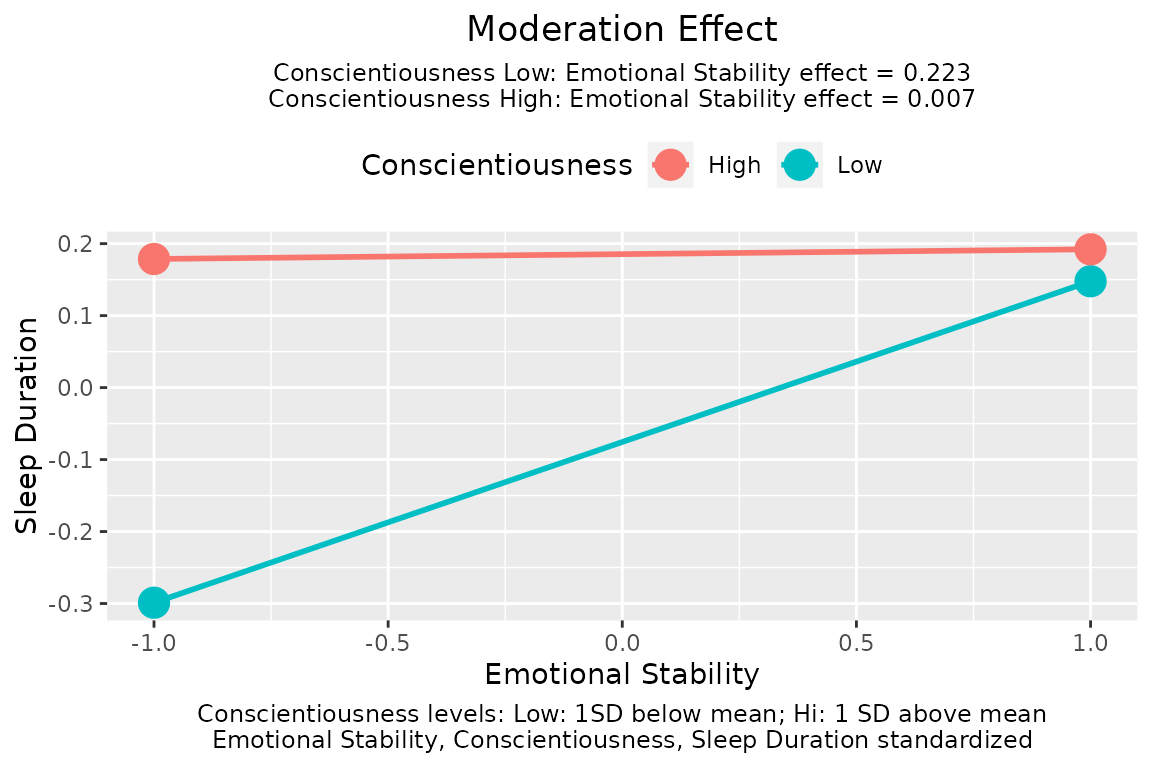 Moderation Effect
Conscientiousness Low: Emotional Stability effect = 0.223
Conscientiousness High: Emotional Stability effect = 0.007
Conscientiousness High Low
Sleep Duration
0.2
0.1
0.0
-0.1
-0.2
-0.3
-1.0 -0.5 0.0 0.5 1.0
Emotional Stability
Conscientiousness levels: Low: 1SD below mean; Hi: 1 SD above mean
Emotional Stability, Conscientiousness, Sleep Duration standardized